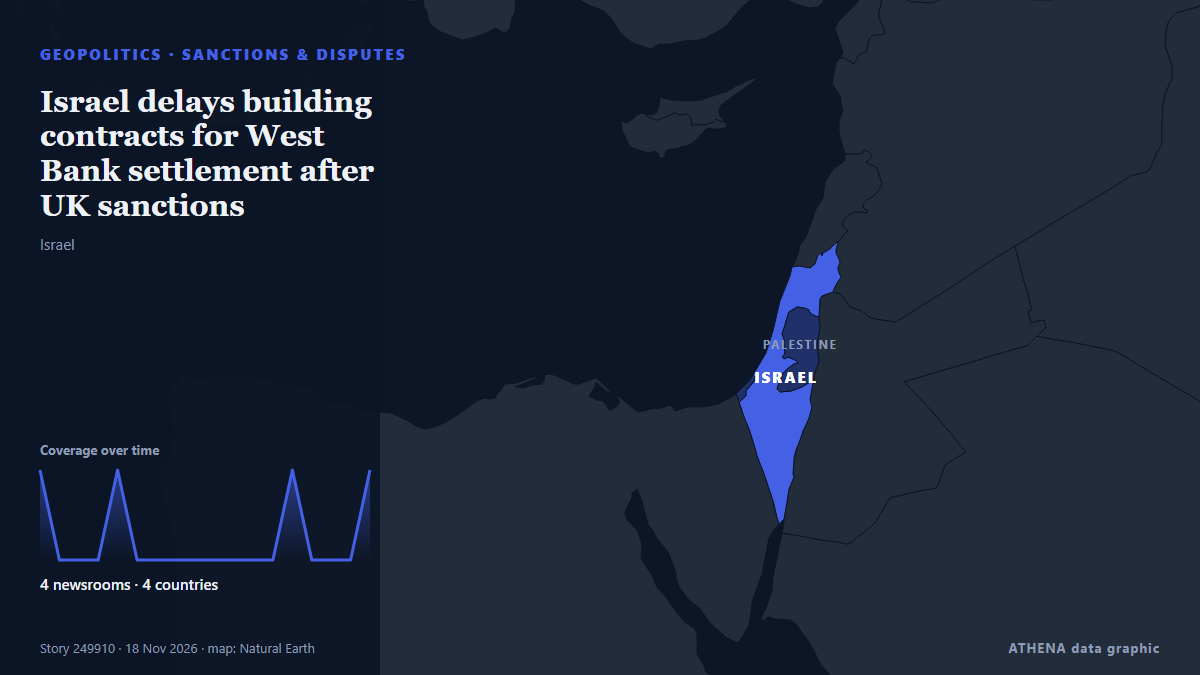 GEOPOLITICS · SANCTIONS & DISPUTES
Israel delays building
contracts for West
Bank settlement after
UK sanctions
Israel
PALESTINE
ISRAEL
Coverage over time
4 newsrooms · 4 countries
Story 249910 · 18 Nov 2026 · map: Natural Earth
ATHENA data graphic